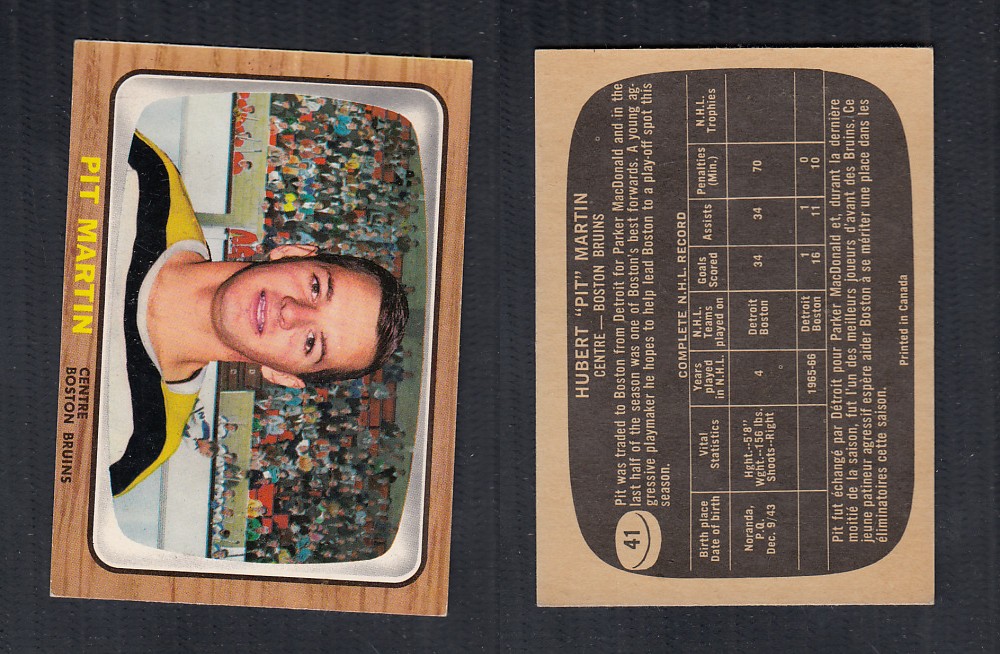 PIT MARTIN
CENTRE
BOSTON BRUINS
41
HUBERT "PIT" MARTIN
CENTRE—BOSTON BRUINS
Pit was traded to Boston from Detroit for Parker MacDonald and in the
last half of the season was one of Boston's best forwards. A young ag-
gressive playmaker he hopes to help lead Boston to a play-off spot this
season.
COMPLETE N.H.L. RECORD
Birth place Date of birth | Vital Statistics | Years played in N.H.L. | N.H.L. Teams played on | Goals Scored | Assists | Penalties (Min.) | N.H.L. Trophies
Noranda, P.Q. Dec. 9/43 | Hght.--5'8" Wght.--156 lbs. Shoots--Right | 4 | Detroit Boston | 34 | 34 | 70
1965-66 | Detroit | 1 | 1 | 0
Boston | 16 | 11 | 10
Pit fut échangé par Détroit pour Parker MacDonald et, durant la dernière
moitié de la saison, fut l'un des meilleurs joueurs d'avant des Bruins. Ce
jeune patineur agressif espère aider Boston à se mériter une place dans les
éliminatoires cette saison.
Printed in Canada